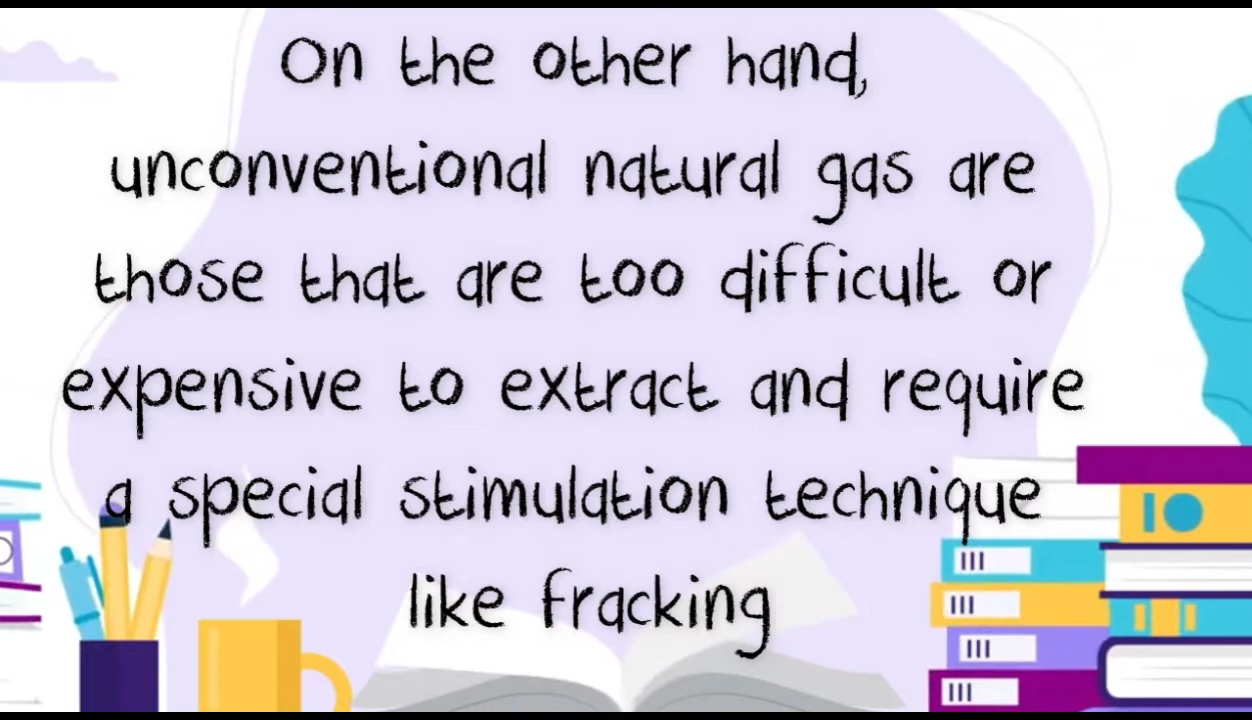 On the other hand,
unconventional natural gas are
those that are too difficult or
expensive to extract and require
a special stimulation technique
like fracking